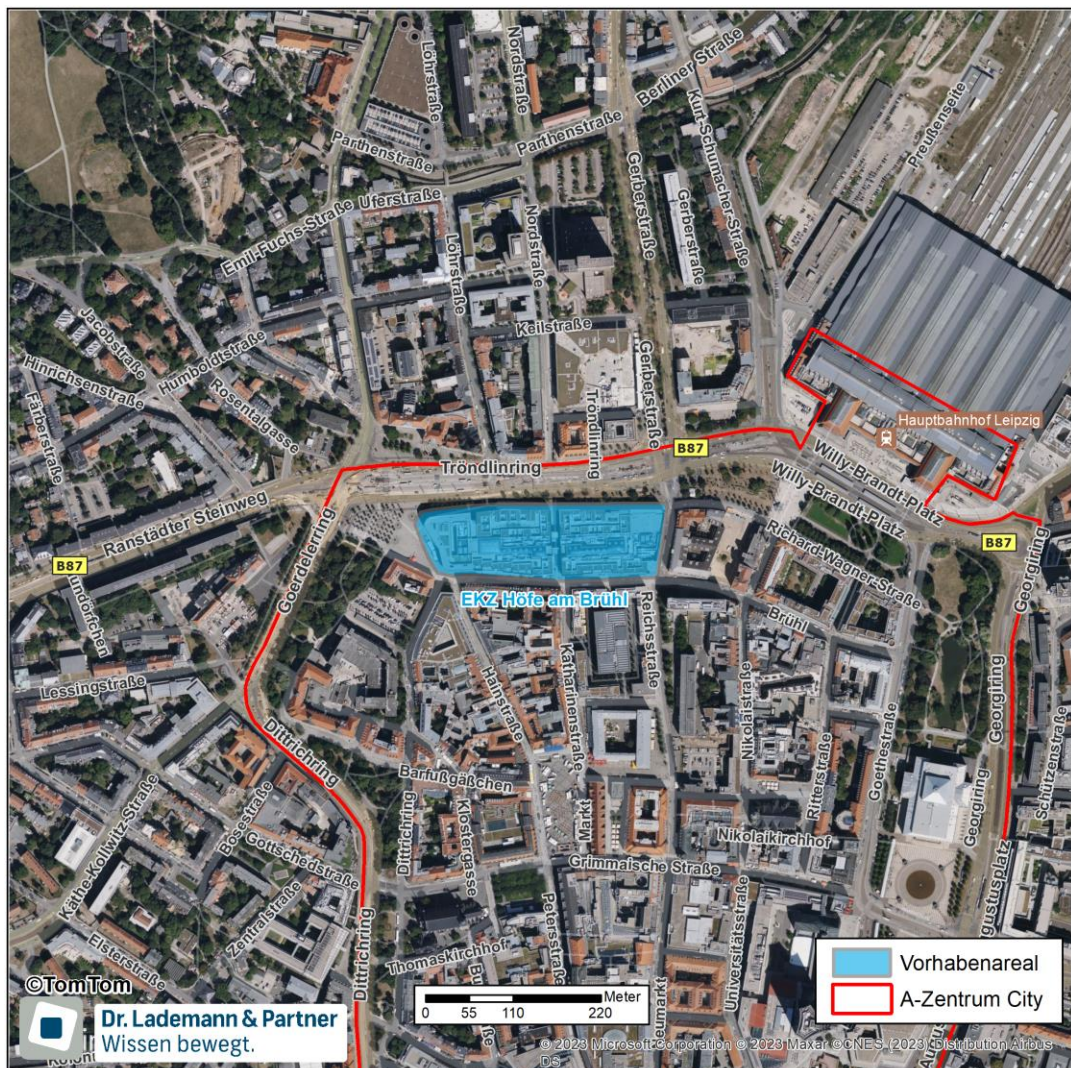 Löhrstraße
Nordstraße
Berliner Straße
Parthenstraße
Parthenstraße
Kurt-Schumacher-Straße
Preußenseite
Gerberstraße
Gerberstraße
Emil-Fuchs-Straße
Uferstraße
Löhrstraße
Nordstraße
Jacobstraße
Humboldtstraße
Hinrichsenstraße
Färberstraße
Rosentalgasse
Keilstraße
Gerberstraße
Tröndlinring
Hauptbahnhof Leipzig
B87
Tröndlinring
Willy-Brandt-Platz
Willy-Brandt-Platz
Ranstädter Steinweg
Goerdelerring
B87
B87
Richard-Wagner-Straße
Georgiring
EKZ Höfe am Brühl
Brühl
Reichsstraße
Lessingstraße
Hainstraße
Katharinenstraße
Nikolaistraße
Ritterstraße
Goethestraße
Georgiring
Schützenstraße
Dittrichring
Barfußgäßchen
Käthe-Kollwitz-Straße
Bosestraße
Gottschedstraße
Dittrichring
Klostergasse
Markt
Nikolaikirchhof
Georgiring
Grimmaische Straße
Zentralstraße
Elsterstraße
Dittrichring
Thomaskirchhof
Petersstraße
Universitätsstraße
ugustusplatz
eumarkt
©TomTom
Dr. Lademann & Partner
Wissen bewegt.
Meter
0 55 110 220
Vorhabenareal
A-Zentrum City
© 2023 Microsoft Corporation © 2023 Maxar ©CNES (2023) Distribution Airbus
DS